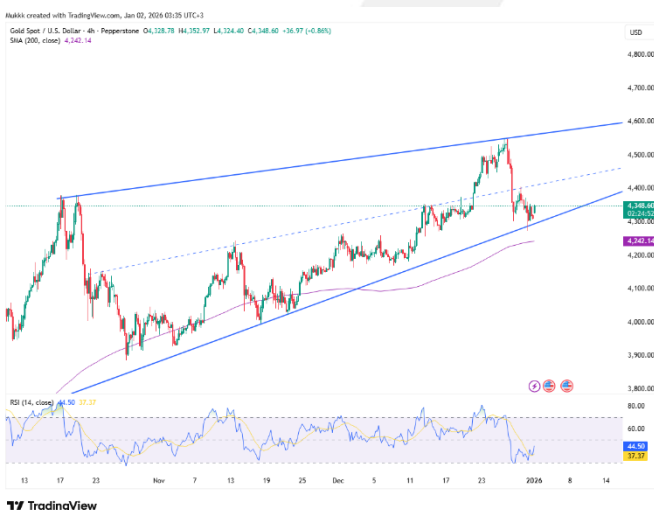 Mukkk created with TradingView.com, Jan 02, 2026 03:35 UTC+3
Gold Spot / U.S. Dollar · 4h · Pepperstone O4,328.78 H4,352.97 L4,324.40 C4,348.60 +36.97 (+0.86%)
SMA (200, close) 4,242.14
USD
4,800.00
4,700.00
4,600.00
4,500.00
4,400.00
4,348.60
02:24:52
4,300.00
4,242.14
4,200.00
4,100.00
4,000.00
3,900.00
3,800.00
RSI (14, close) 44.50 37.37
80.00
60.00
44.50
37.37
13 17 23 Nov 7 13 19 25 Dec 5 11 17 23 2026 8 14
TradingView